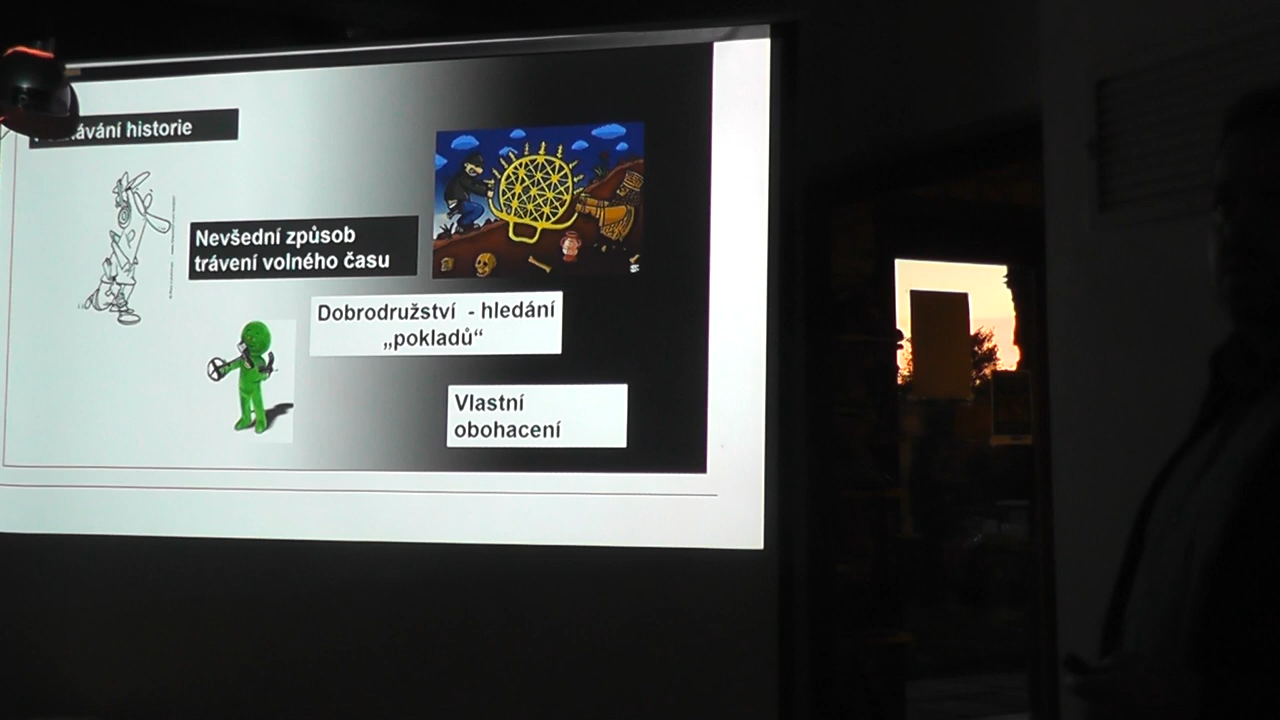 historie
Nevšední způsob
trávení volného času
Dobrodružství - hledání
„pokladů“
Vlastní
obohacení